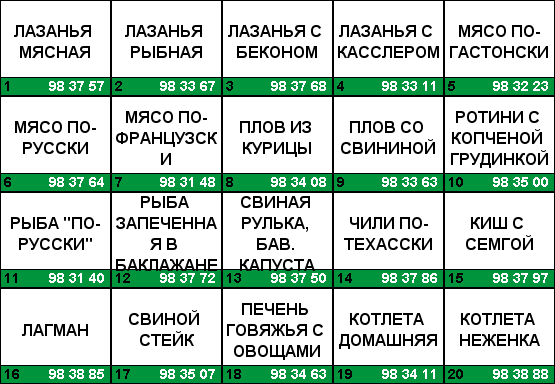 ЛАЗАНЬЯ
МЯСНАЯ
1 98 37 57
ЛАЗАНЬЯ
РЫБНАЯ
2 98 33 67
ЛАЗАНЬЯ С
БЕКОНОМ
3 98 37 68
ЛАЗАНЬЯ С
КАССЛЕРОМ
4 98 33 11
МЯСО ПО-
ГАСТОНСКИ
5 98 32 23
МЯСО ПО-
РУССКИ
6 98 37 64
МЯСО ПО-
ФРАНЦУЗСК
И
7 98 31 48
ПЛОВ ИЗ
КУРИЦЫ
8 98 34 08
ПЛОВ СО
СВИНИНОЙ
9 98 33 63
РОТИНИ С
КОПЧЕНОЙ
ГРУДИНКОЙ
10 98 35 00
РЫБА "ПО-
РУССКИ"
11 98 31 40
РЫБА
ЗАПЕЧЕННА
Я В
БАКЛАЖАНЕ
12 98 37 72
СВИНАЯ
РУЛЬКА,
БАВ.
КАПУСТА
13 98 37 50
ЧИЛИ ПО-
ТЕХАССКИ
14 98 37 86
КИШ С
СЕМГОЙ
15 98 37 97
ЛАГМАН
16 98 38 85
СВИНОЙ
СТЕЙК
17 98 35 07
ПЕЧЕНЬ
ГОВЯЖЬЯ С
ОВОЩАМИ
18 98 34 63
КОТЛЕТА
ДОМАШНЯЯ
19 98 34 11
КОТЛЕТА
НЕЖЕНКА
20 98 38 88